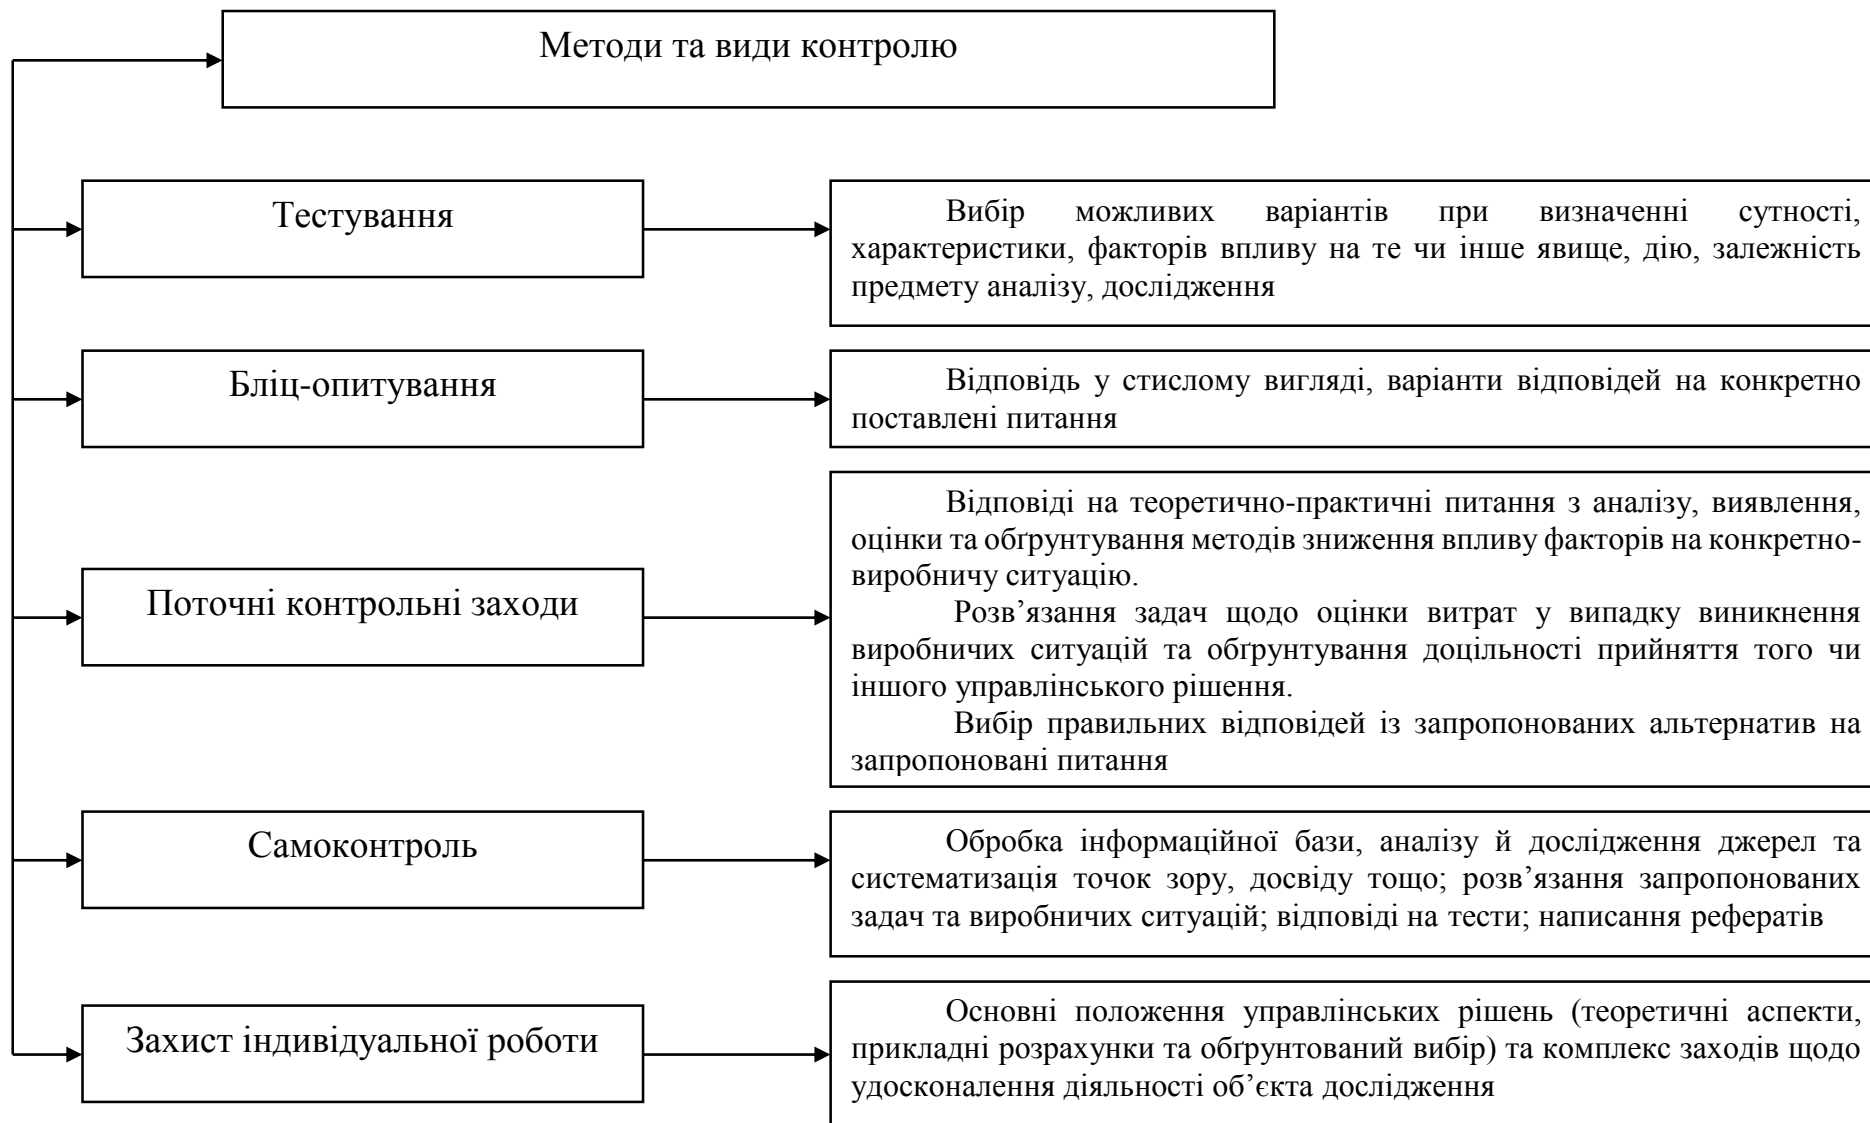 Методи та види контролю
Тестування
Вибір можливих варіантів при визначенні сутності,
характеристики, факторів впливу на те чи інше явище, дію, залежність
предмету аналізу, дослідження
Бліц-опитування
Відповідь у стислому вигляді, варіанти відповідей на конкретно
поставлені питання
Поточні контрольні заходи
Відповіді на теоретично-практичні питання з аналізу, виявлення,
оцінки та обґрунтування методів зниження впливу факторів на конкретно-
виробничу ситуацію.
Розв’язання задач щодо оцінки витрат у випадку виникнення
виробничих ситуацій та обґрунтування доцільності прийняття того чи
іншого управлінського рішення.
Вибір правильних відповідей із запропонованих альтернатив на
запропоновані питання
Самоконтроль
Обробка інформаційної бази, аналізу й дослідження джерел та
систематизація точок зору, досвіду тощо; розв’язання запропонованих
задач та виробничих ситуацій; відповіді на тести; написання рефератів
Захист індивідуальної роботи
Основні положення управлінських рішень (теоретичні аспекти,
прикладні розрахунки та обґрунтований вибір) та комплекс заходів щодо
удосконалення діяльності об’єкта дослідження